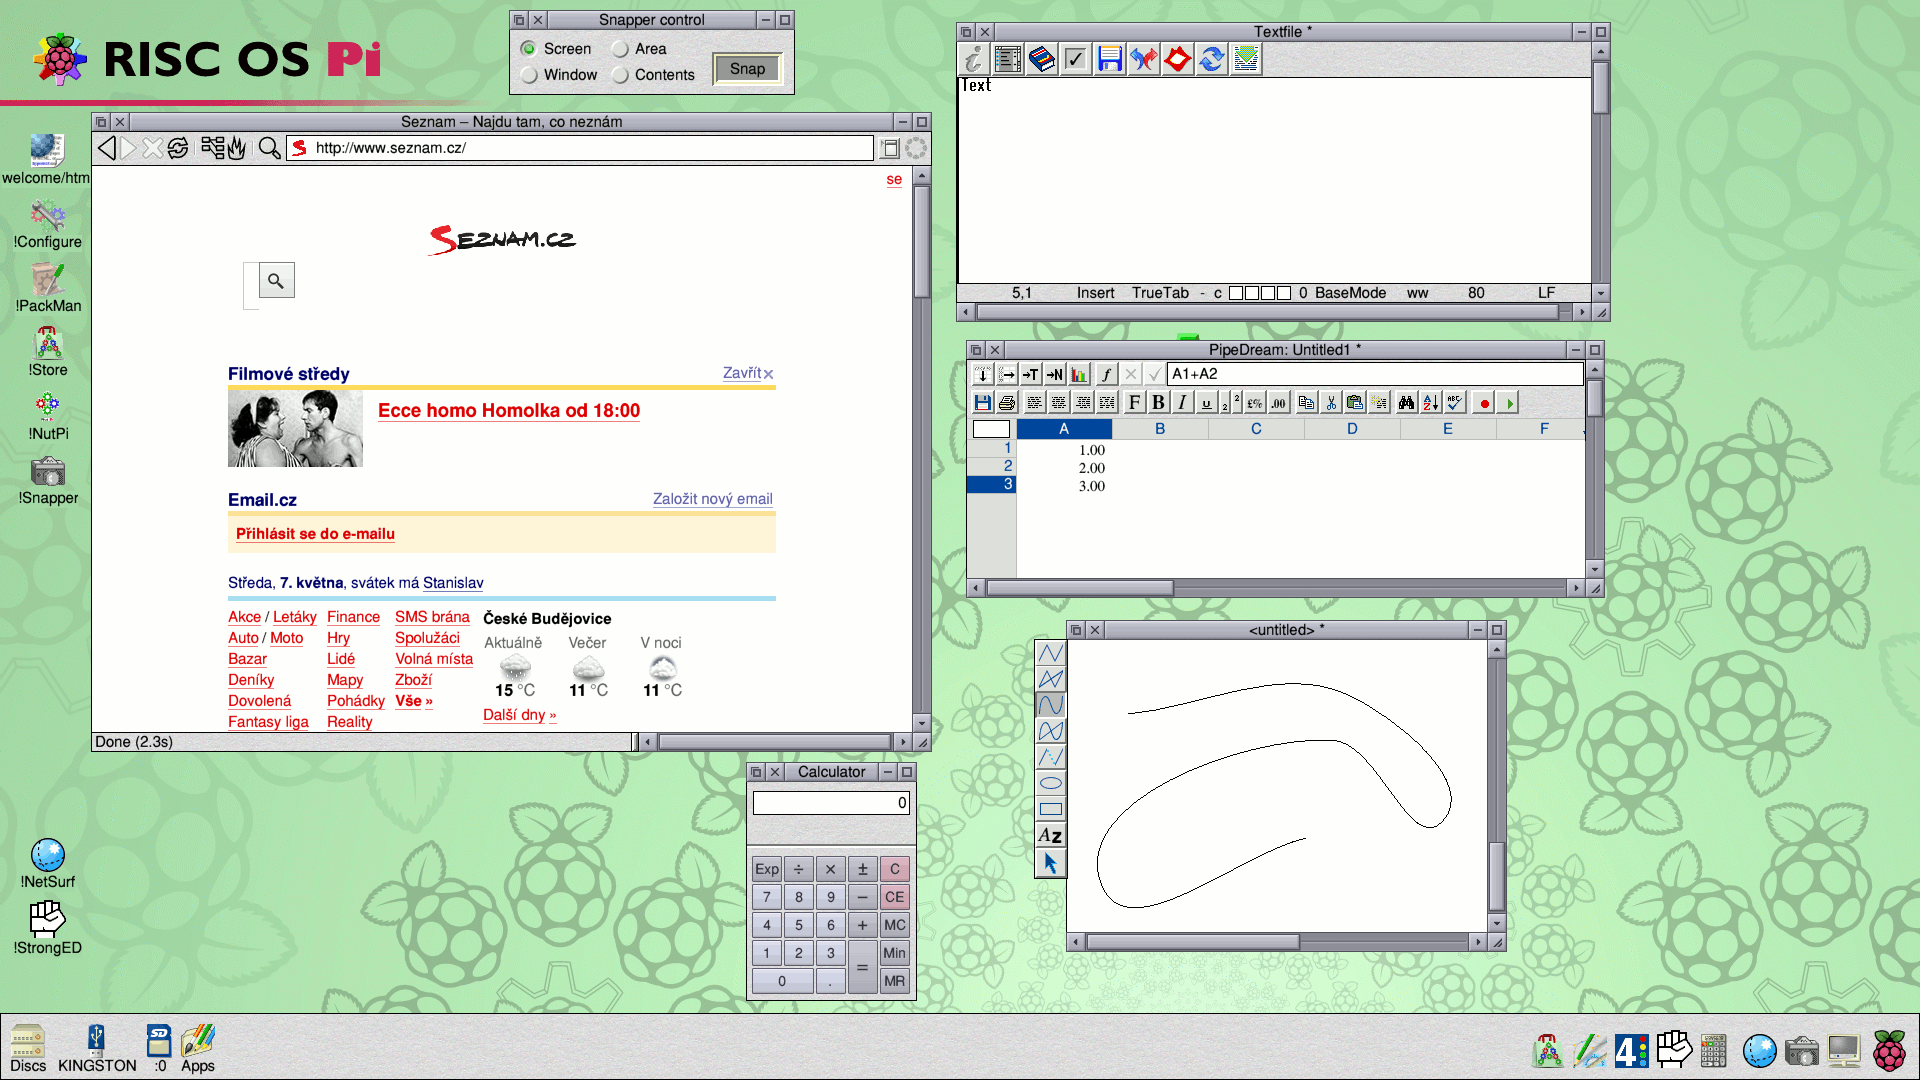 RISC OS Pi
Snapper control
Screen
Area
Window
Contents
Snap
welcome/htm
!Configure
!PackMan
!Store
!NutPi
!Snapper
!NetSurf
!StrongED
Seznam – Najdu tam, co neznám
http://www.seznam.cz/
se
SEZNAM.CZ
Filmové středy
Zavřít
Ecce homo Homolka od 18:00
Email.cz
Založit nový email
Přihlásit se do e-mailu
Středa, 7. května, svátek má Stanislav
Akce / Letáky Finance SMS brána
Auto / Moto Hry Spolužáci
Bazar Lidé Volná místa
Deníky Mapy Zboží
Dovolená Pohádky Vše »
Fantasy liga Reality
České Budějovice
Aktuálně Večer V noci
15 °C 11 °C 11 °C
Další dny »
Done (2.3s)
Textfile *
Text
5,1 Insert TrueTab - c 0 BaseMode ww 80 LF
PipeDream: Untitled1 *
→T →N f A1+A2
F B I u 2 2 £% .00 A Z ABC
A B C D E F
1 1.00
2 2.00
3 3.00
<untitled> *
Az
Calculator
0
Exp ÷ × ± C
7 8 9 − CE
4 5 6 + MC
1 2 3 = Min
0 . MR
Discs
KINGSTON
SD
:0
Apps
4